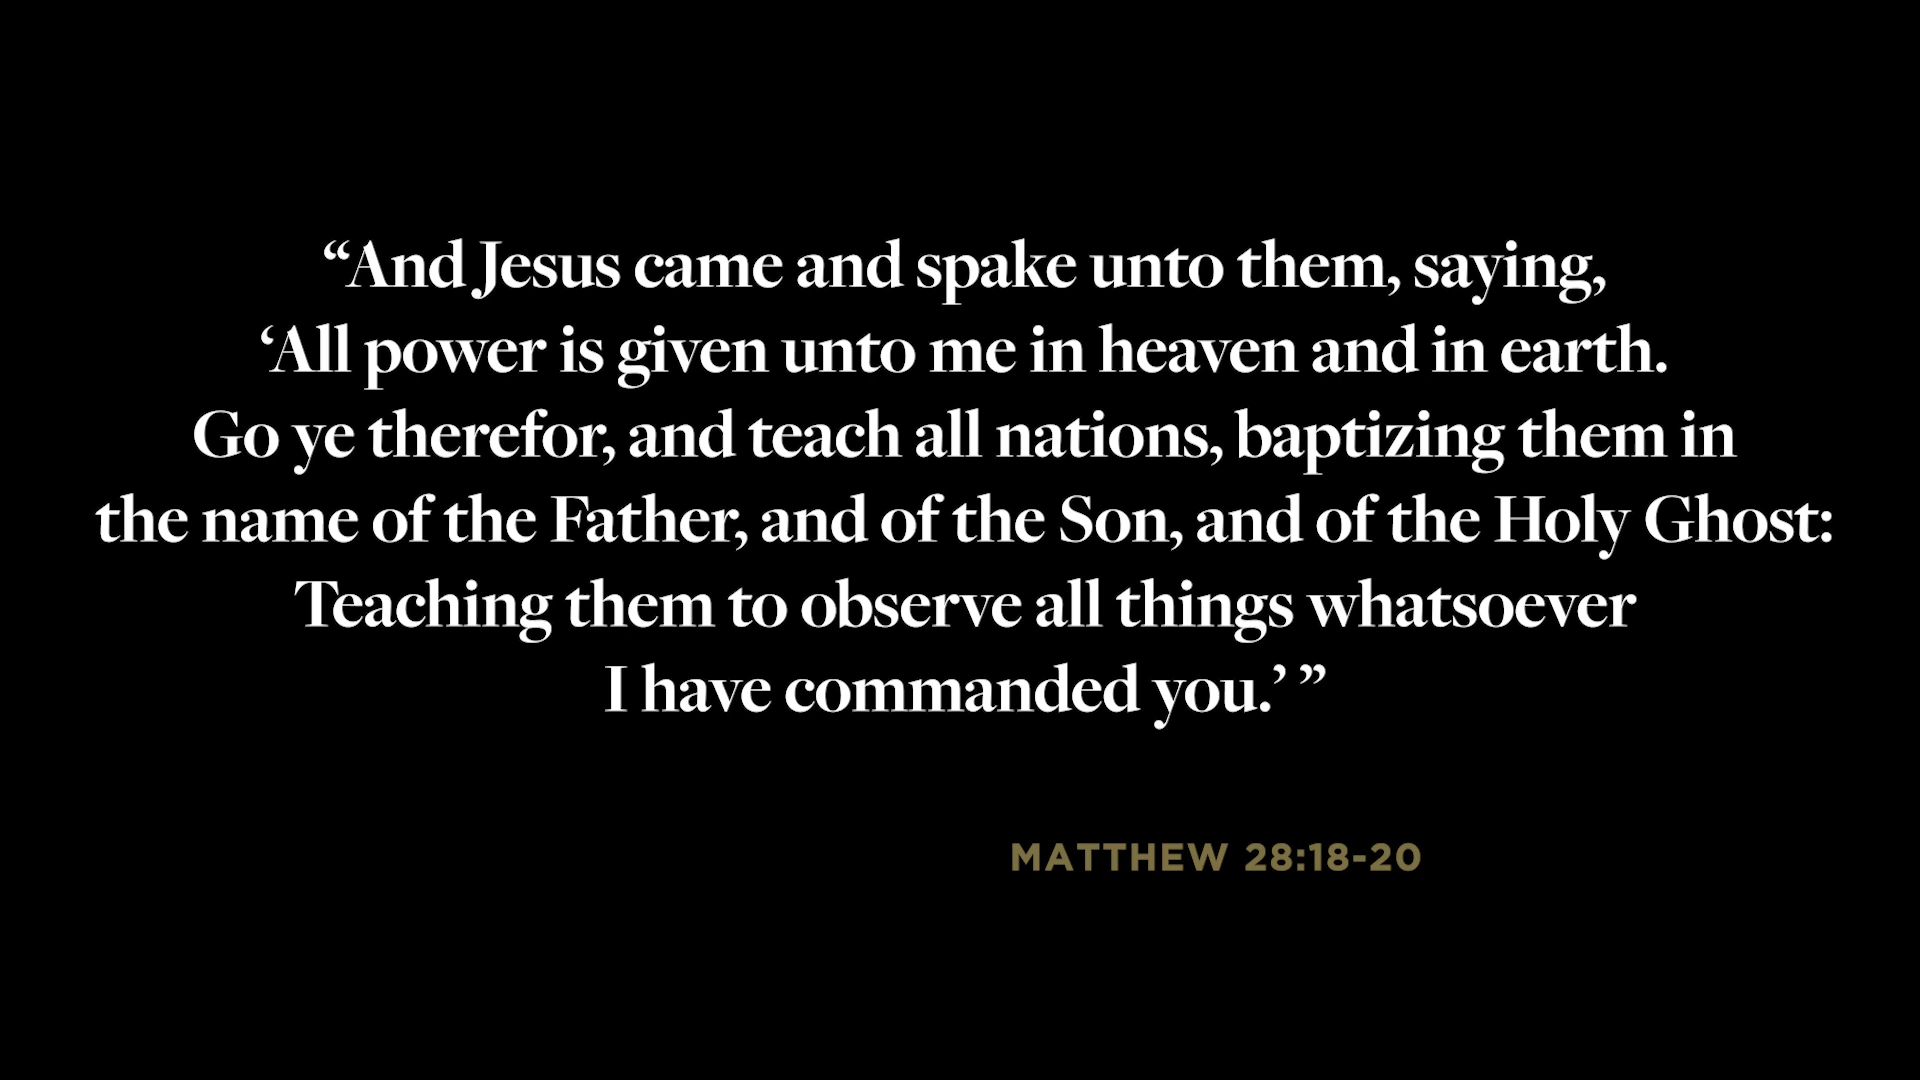 “And Jesus came and spake unto them, saying,
‘All power is given unto me in heaven and in earth.
Go ye therefor, and teach all nations, baptizing them in
the name of the Father, and of the Son, and of the Holy Ghost:
Teaching them to observe all things whatsoever
I have commanded you.’ ”
MATTHEW 28:18-20